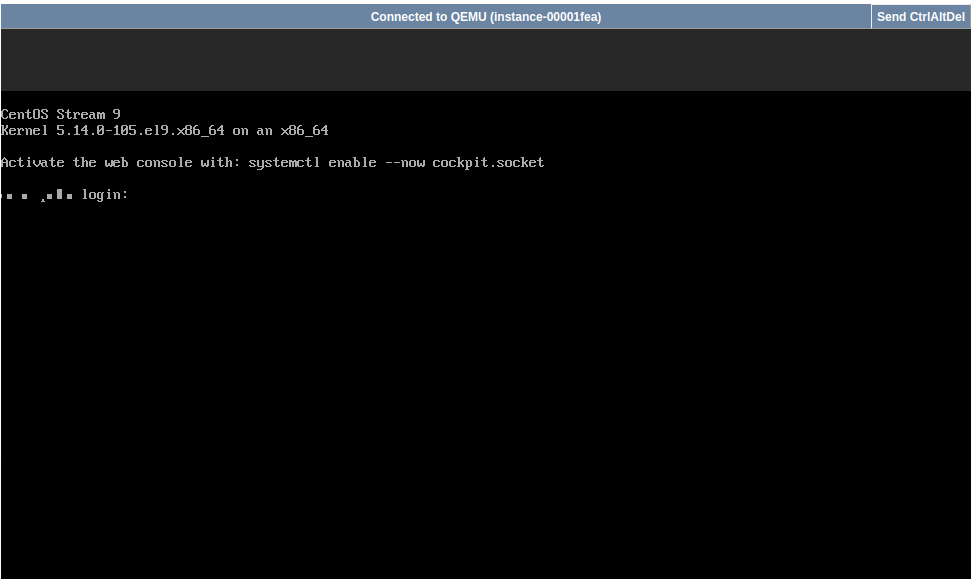 Connected to QEMU (instance-00001fea)
Send CtrlAltDel
CentOS Stream 9
Kernel 5.14.0-105.el9.x86_64 on an x86_64
Activate the web console with: systemctl enable --now cockpit.socket
login: